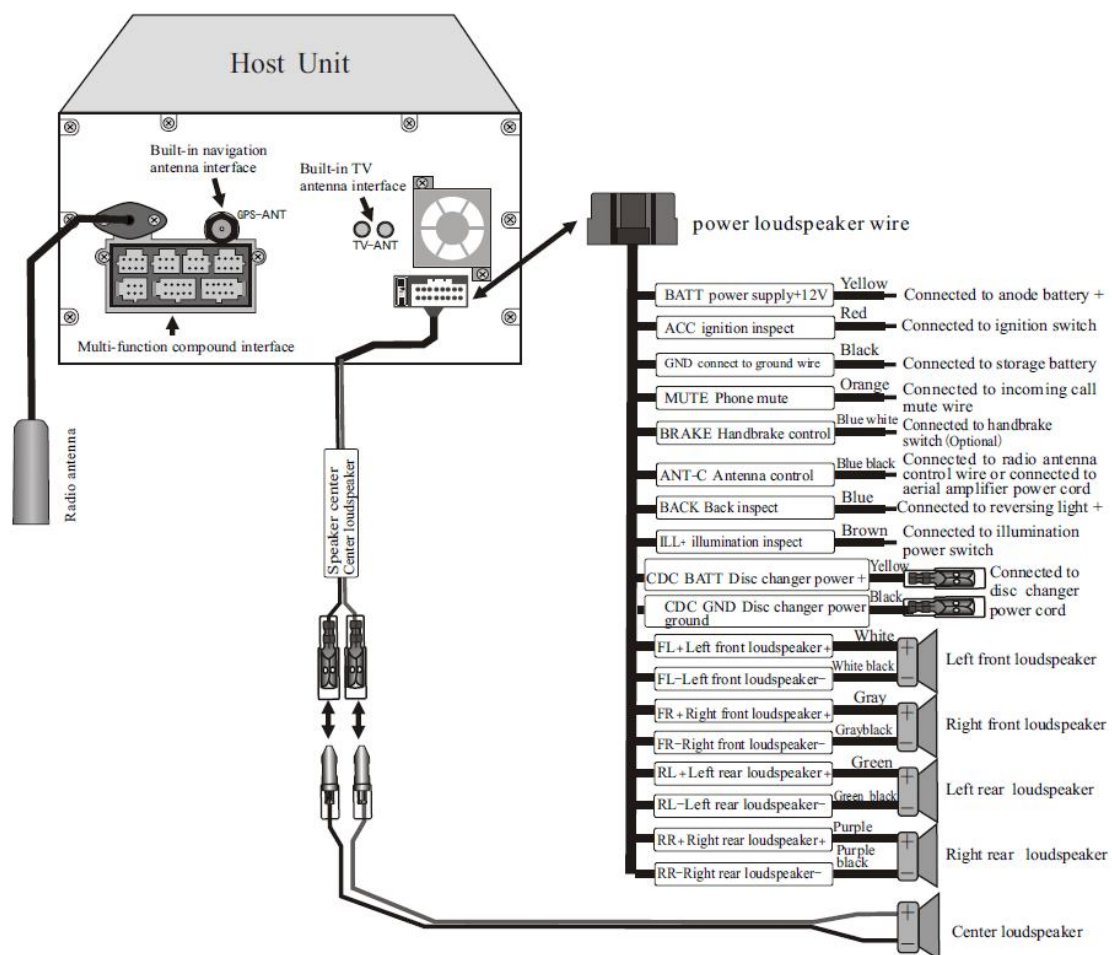 Host Unit
Built-in navigation
antenna interface
Built-in TV
antenna interface
GPS-ANT
TV-ANT
Multi-function compound interface
Radio antenna
Speaker center
Center loudspeaker
power loudspeaker wire
BATT power supply+12V
Yellow
Connected to anode battery +
ACC ignition inspect
Red
Connected to ignition switch
GND connect to ground wire
Black
Connected to storage battery
MUTE Phone mute
Orange
Connected to incoming call
mute wire
BRAKE Handbrake control
Blue white
Connected to handbrake
switch(Optional)
ANT-C Antenna control
Blue black
Connected to radio antenna
control wire or connected to
aerial amplifier power cord
BACK Back inspect
Blue
Connected to reversing light +
ILL+ illumination inspect
Brown
Connected to illumination
power switch
CDC BATT Disc changer power +
Yellow
CDC GND Disc changer power
ground
Black
Connected to
disc changer
power cord
FL+Left front loudspeaker+
White
FL-Left front loudspeaker-
White black
+
-
Left front loudspeaker
FR+Right front loudspeaker+
Gray
FR-Right front loudspeaker-
Grayblack
+
-
Right front loudspeaker
RL+Left rear loudspeaker+
Green
RL-Left rear loudspeaker-
Green black
+
-
Left rear loudspeaker
RR+Right rear loudspeaker+
Purple
RR-Right rear loudspeaker-
Purple
black
+
-
Right rear loudspeaker
+
-
Center loudspeaker